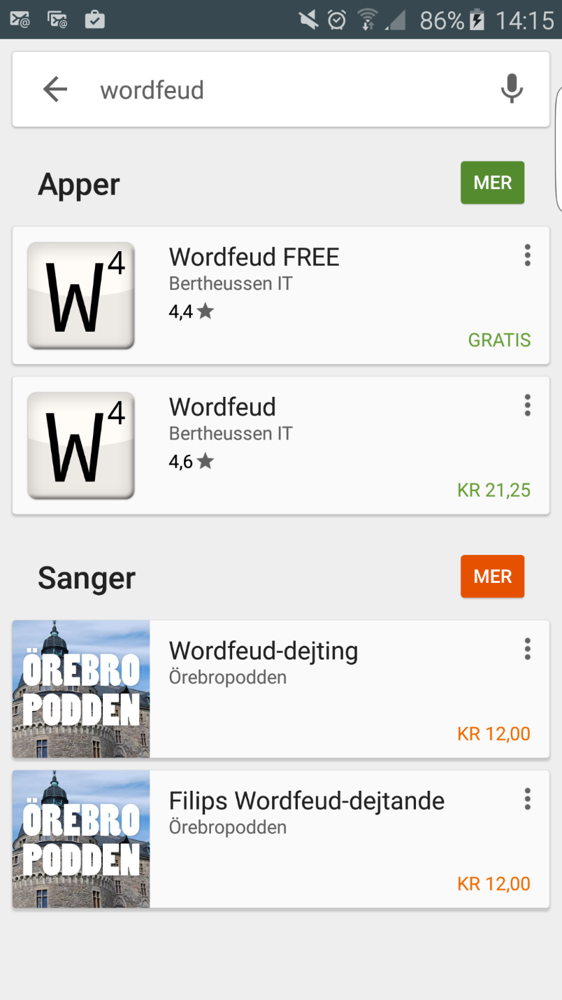 86% 14:15
wordfeud
Apper
MER
W4
Wordfeud FREE
Bertheussen IT
4,4
GRATIS
W4
Wordfeud
Bertheussen IT
4,6
KR 21,25
Sanger
MER
ÖREBRO
PODDEN
Wordfeud-dejting
Örebropodden
KR 12,00
ÖREBRO
PODDEN
Filips Wordfeud-dejtande
Örebropodden
KR 12,00